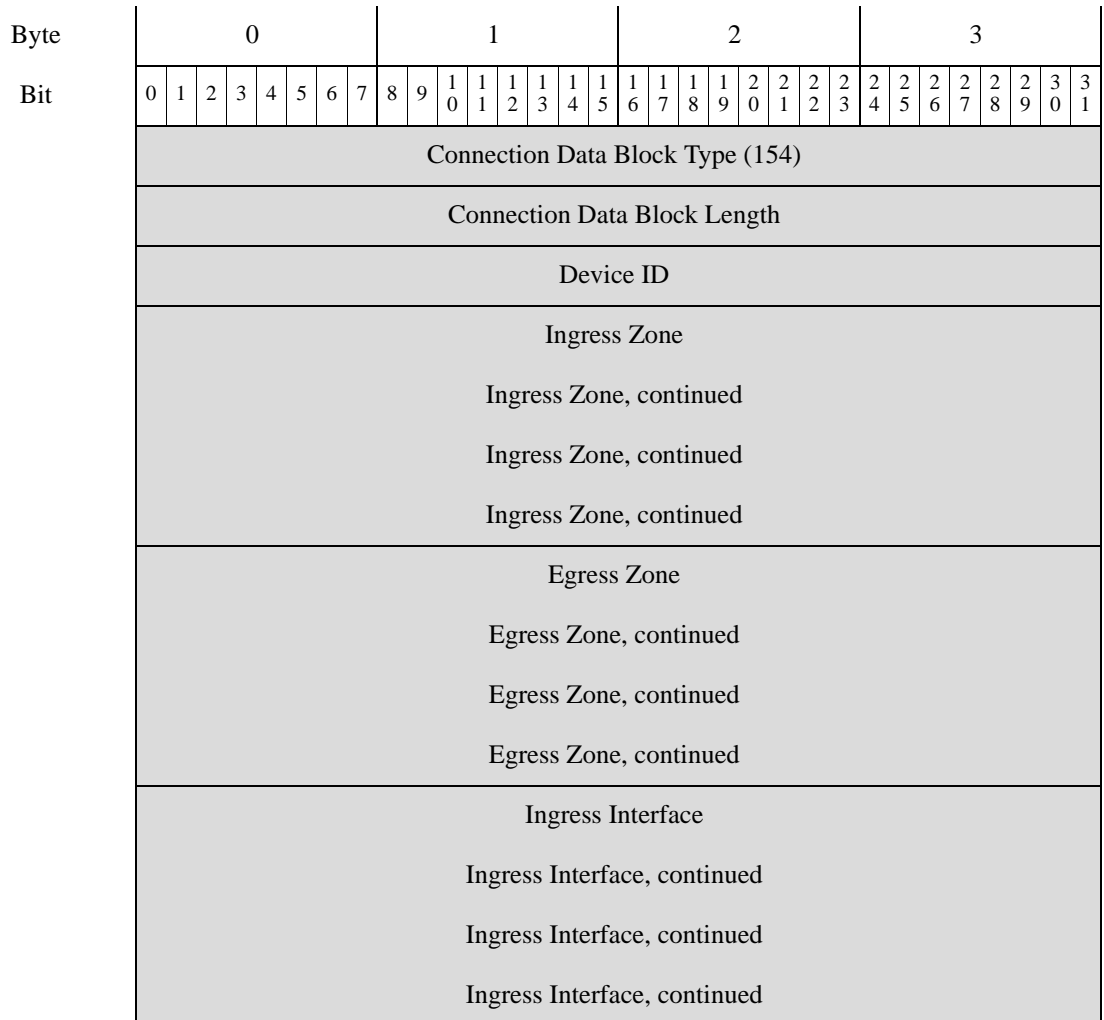 Byte 0 1 2 3
Bit 0 1 2 3 4 5 6 7 8 9 10 11 12 13 14 15 16 17 18 19 20 21 22 23 24 25 26 27 28 29 30 31
Connection Data Block Type (154)
Connection Data Block Length
Device ID
Ingress Zone
Ingress Zone, continued
Ingress Zone, continued
Ingress Zone, continued
Egress Zone
Egress Zone, continued
Egress Zone, continued
Egress Zone, continued
Ingress Interface
Ingress Interface, continued
Ingress Interface, continued
Ingress Interface, continued